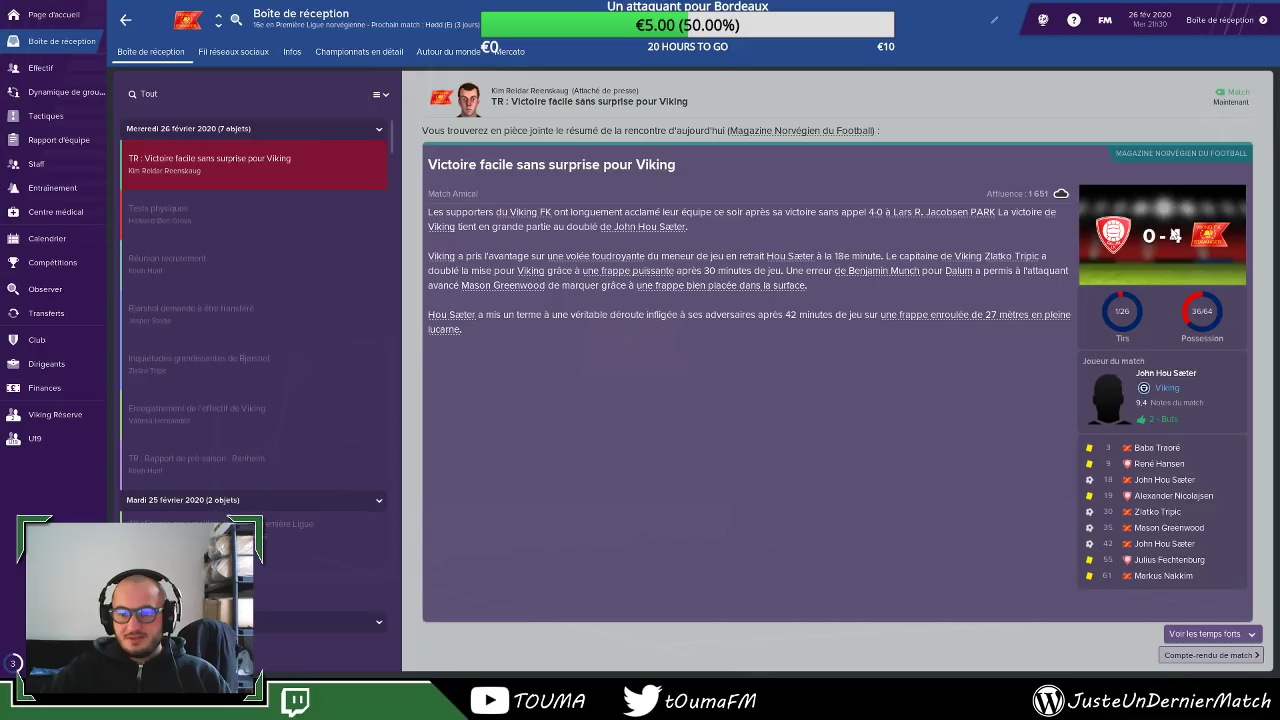 Un attaquant pour Bordeaux
€5.00 (50.00%)
€0
20 HOURS TO GO
€10
Boîte de réception
16e en Première Ligue norvégienne - Prochain match : Hødd (E) (3 jours)
FM
26 fév 2020
Mer 21h30
Boîte de réception
Boîte de réception
Fil réseaux sociaux
Infos
Championnats en détail
Autour du monde
Mercato
Page d'accueil
Boîte de réception
Effectif
Dynamique de grou...
Tactiques
Rapport d'équipe
Staff
Entraînement
Centre médical
Calendrier
Compétitions
Observer
Transferts
Club
Dirigeants
Finances
Viking Réserve
U19
3
Tout
Mercredi 26 février 2020 (7 objets)
TR : Victoire facile sans surprise pour Viking
Kim Reidar Reenskaug
Tests physiques
Réunion recrutement
Kevin Hunt
Bjørshol demande à être transféré
Inquiétudes grandissantes de Bjørshol
Zlatko Tripic
Enregistrement de l'effectif de Viking
Vanesa Hernández
TR : Rapport de pré-saison : Ranheim
Kevin Hunt
Mardi 25 février 2020 (2 objets)
Kim Reidar Reenskaug (Attaché de presse)
TR : Victoire facile sans surprise pour Viking
Match
Maintenant
Vous trouverez en pièce jointe le résumé de la rencontre d'aujourd'hui (Magazine Norvégien du Football) :
MAGAZINE NORVÉGIEN DU FOOTBALL
Victoire facile sans surprise pour Viking
Match Amical
Affluence : 1 651
Les supporters du Viking FK ont longuement acclamé leur équipe ce soir après sa victoire sans appel 4-0 à Lars R. Jacobsen PARK La victoire de
Viking tient en grande partie au doublé de John Hou Sæter.
Viking a pris l'avantage sur une volée foudroyante du meneur de jeu en retrait Hou Sæter à la 18e minute. Le capitaine de Viking Zlatko Tripic a
doublé la mise pour Viking grâce à une frappe puissante après 30 minutes de jeu. Une erreur de Benjamin Munch pour Dalum a permis à l'attaquant
avancé Mason Greenwood de marquer grâce à une frappe bien placée dans la surface.
Hou Sæter a mis un terme à une véritable déroute infligée à ses adversaires après 42 minutes de jeu sur une frappe enroulée de 27 mètres en pleine
lucarne.
0 - 4
1/26
Tirs
36/64
Possession
Joueur du match
John Hou Sæter
Viking
9,4 Notes du match
2 - Buts
3 Baba Traoré
9 René Hansen
18 John Hou Sæter
19 Alexander Nicolajsen
30 Zlatko Tripic
35 Mason Greenwood
42 John Hou Sæter
55 Julius Fechtenburg
61 Markus Nakkim
Voir les temps forts
Compte-rendu de match
TOUMA
tOumaFM
JusteUnDernierMatch